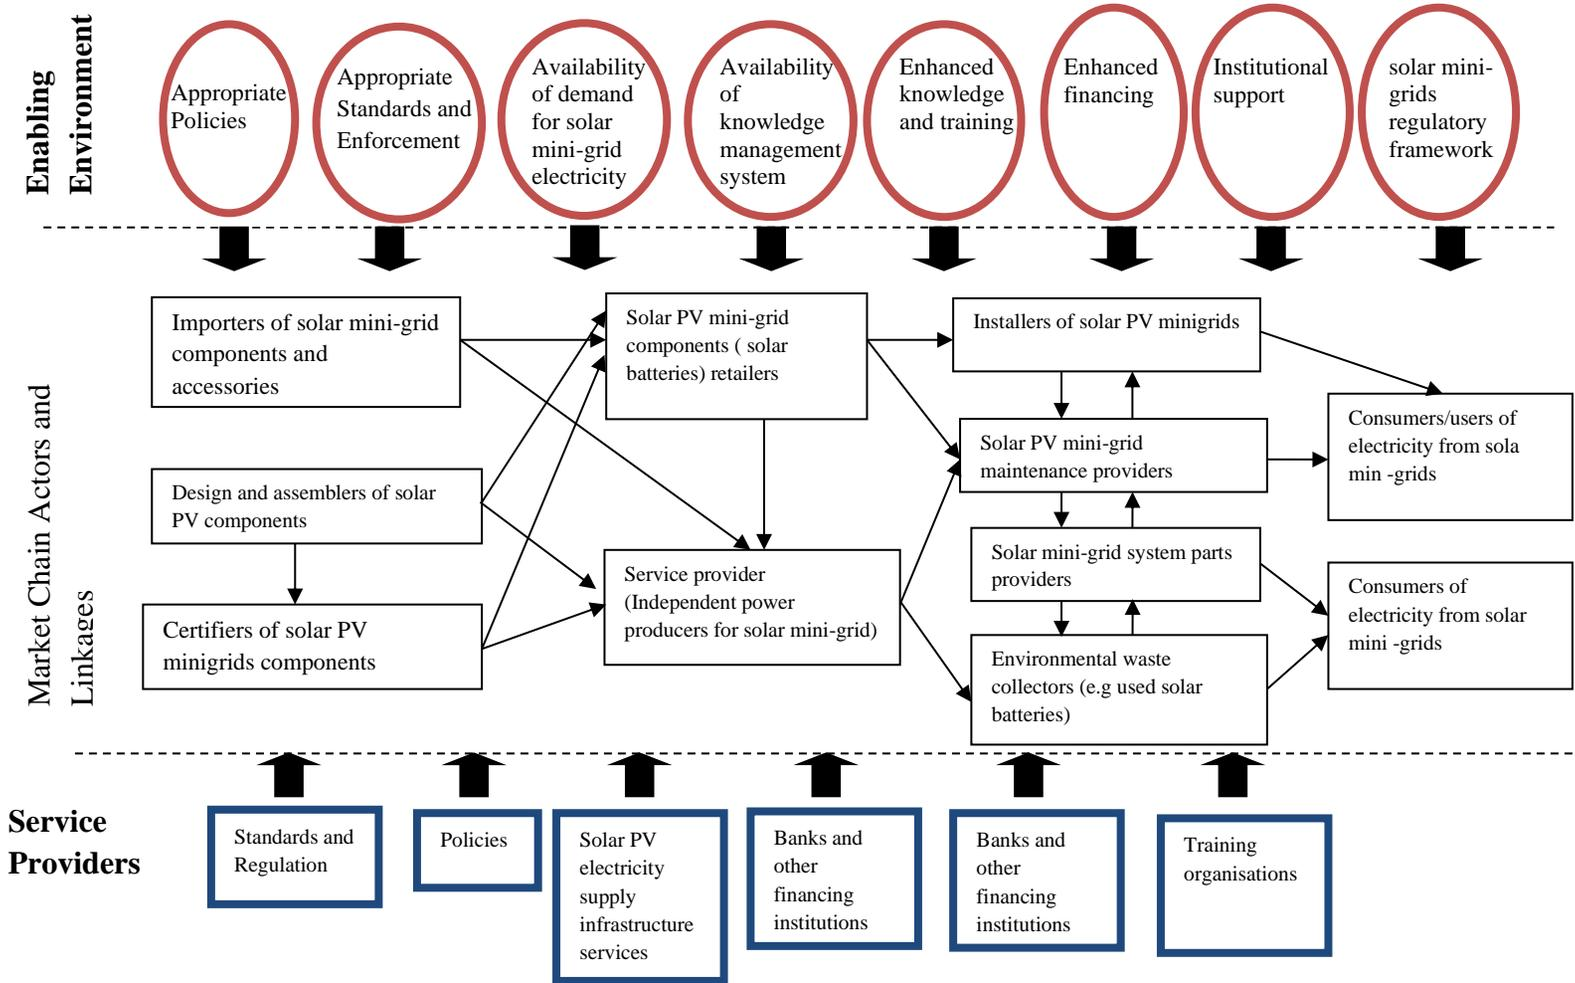 Enabling
Environment
Appropriate
Policies
Appropriate
Standards and
Enforcement
Availability
of demand
for solar
mini-grid
electricity
Availability
of
knowledge
management
system
Enhanced
knowledge
and training
Enhanced
financing
Institutional
support
solar mini-
grids
regulatory
framework
Market Chain Actors and
Linkages
Importers of solar mini-grid
components and
accessories
Design and assemblers of solar
PV components
Certifiers of solar PV
minigrids components
Solar PV mini-grid
components ( solar
batteries) retailers
Service provider
(Independent power
producers for solar mini-grid)
Installers of solar PV minigrids
Solar PV mini-grid
maintenance providers
Solar mini-grid system parts
providers
Environmental waste
collectors (e.g used solar
batteries)
Consumers/users of
electricity from sola
min -grids
Consumers of
electricity from solar
mini -grids
Service
Providers
Standards and
Regulation
Policies
Solar PV
electricity
supply
infrastructure
services
Banks and
other
financing
institutions
Banks and
other
financing
institutions
Training
organisations